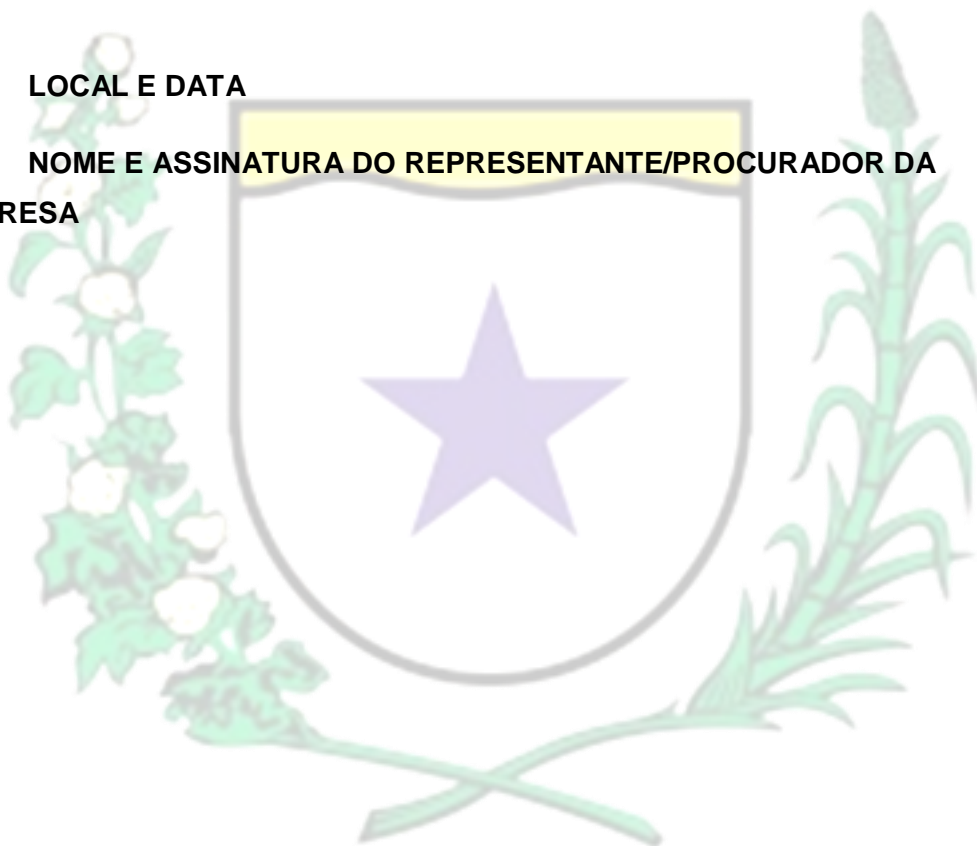 LOCAL E DATA
NOME E ASSINATURA DO REPRESENTANTE/PROCURADOR DA
RESA